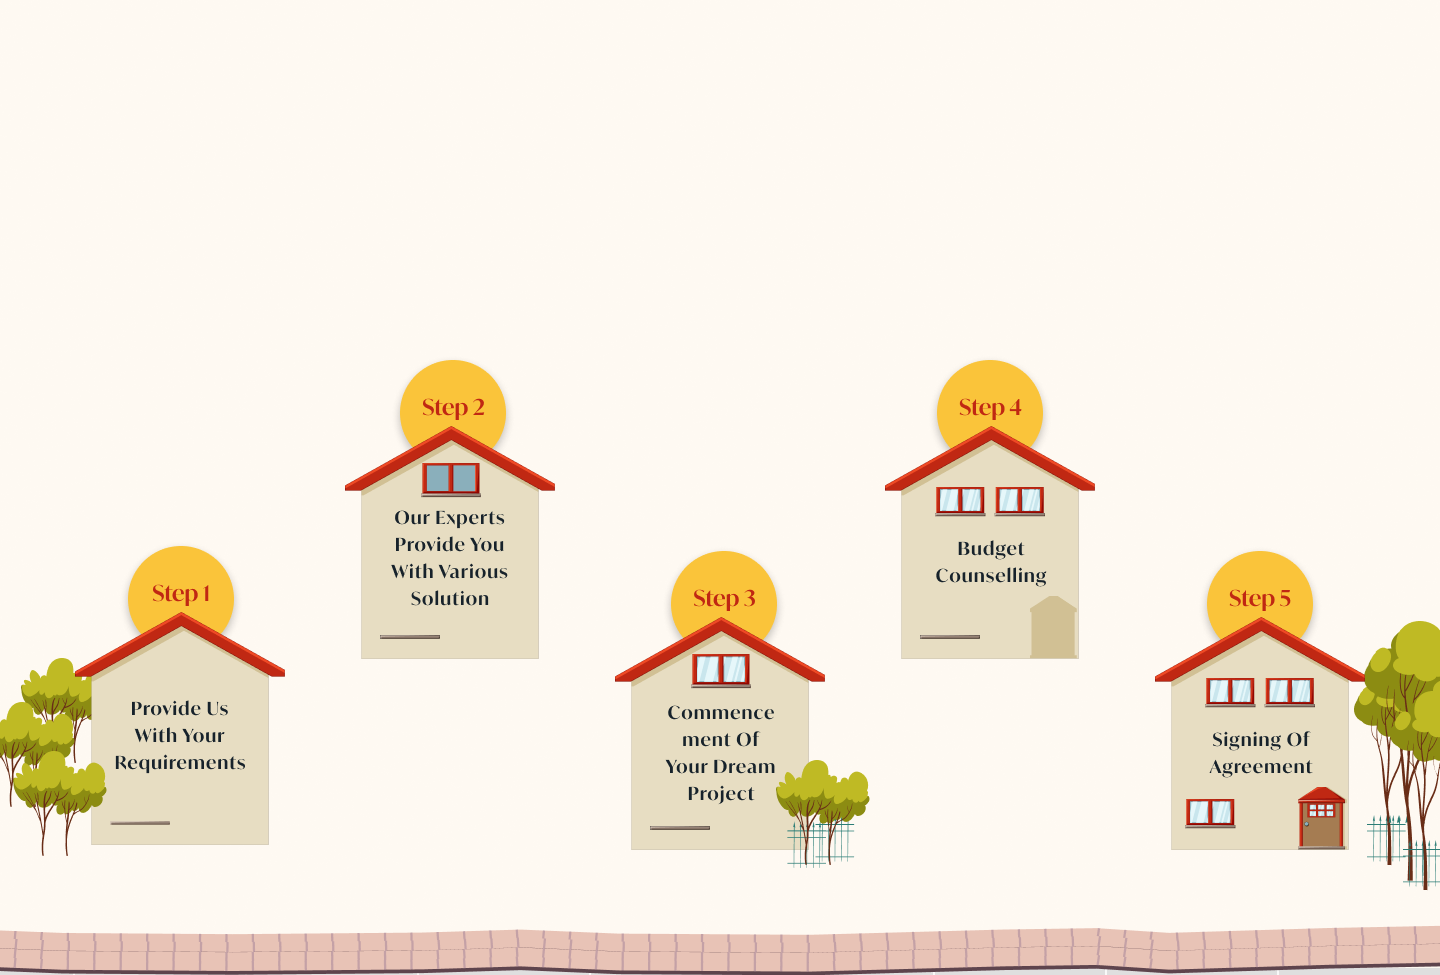 Step 1
Provide Us
With Your
Requirements
Step 2
Our Experts
Provide You
With Various
Solution
Step 3
Commence
ment Of
Your Dream
Project
Step 4
Budget
Counselling
Step 5
Signing Of
Agreement